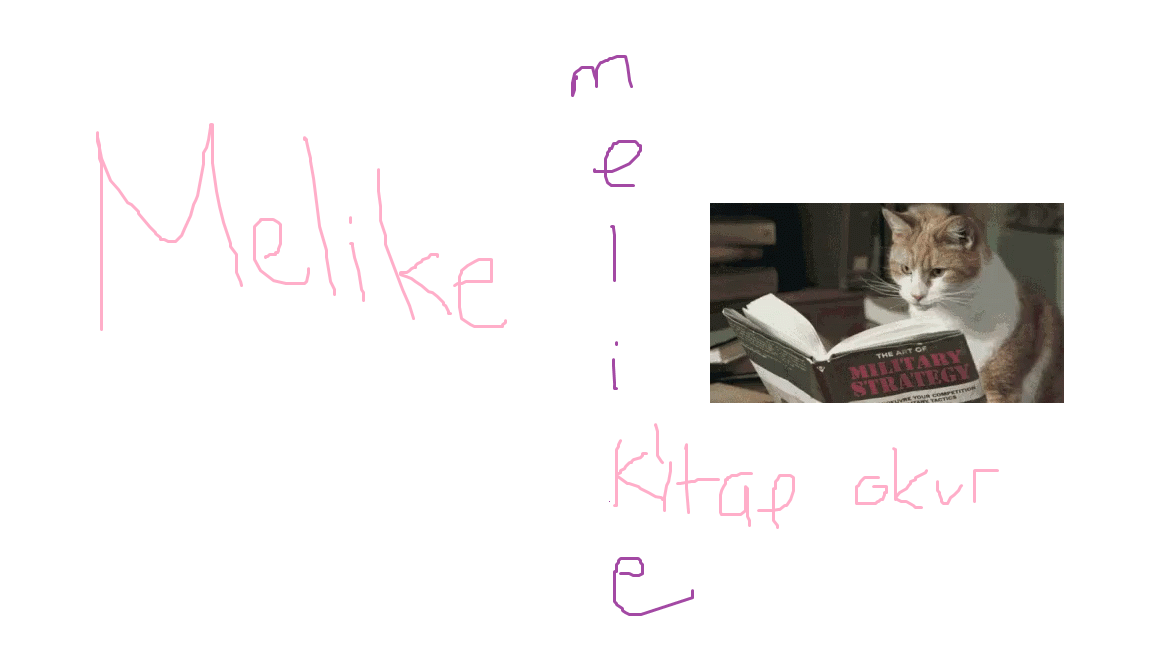 Melike
m
e
l
i
THE ART OF
MILITARY
STRATEGY
Kitap okur
e